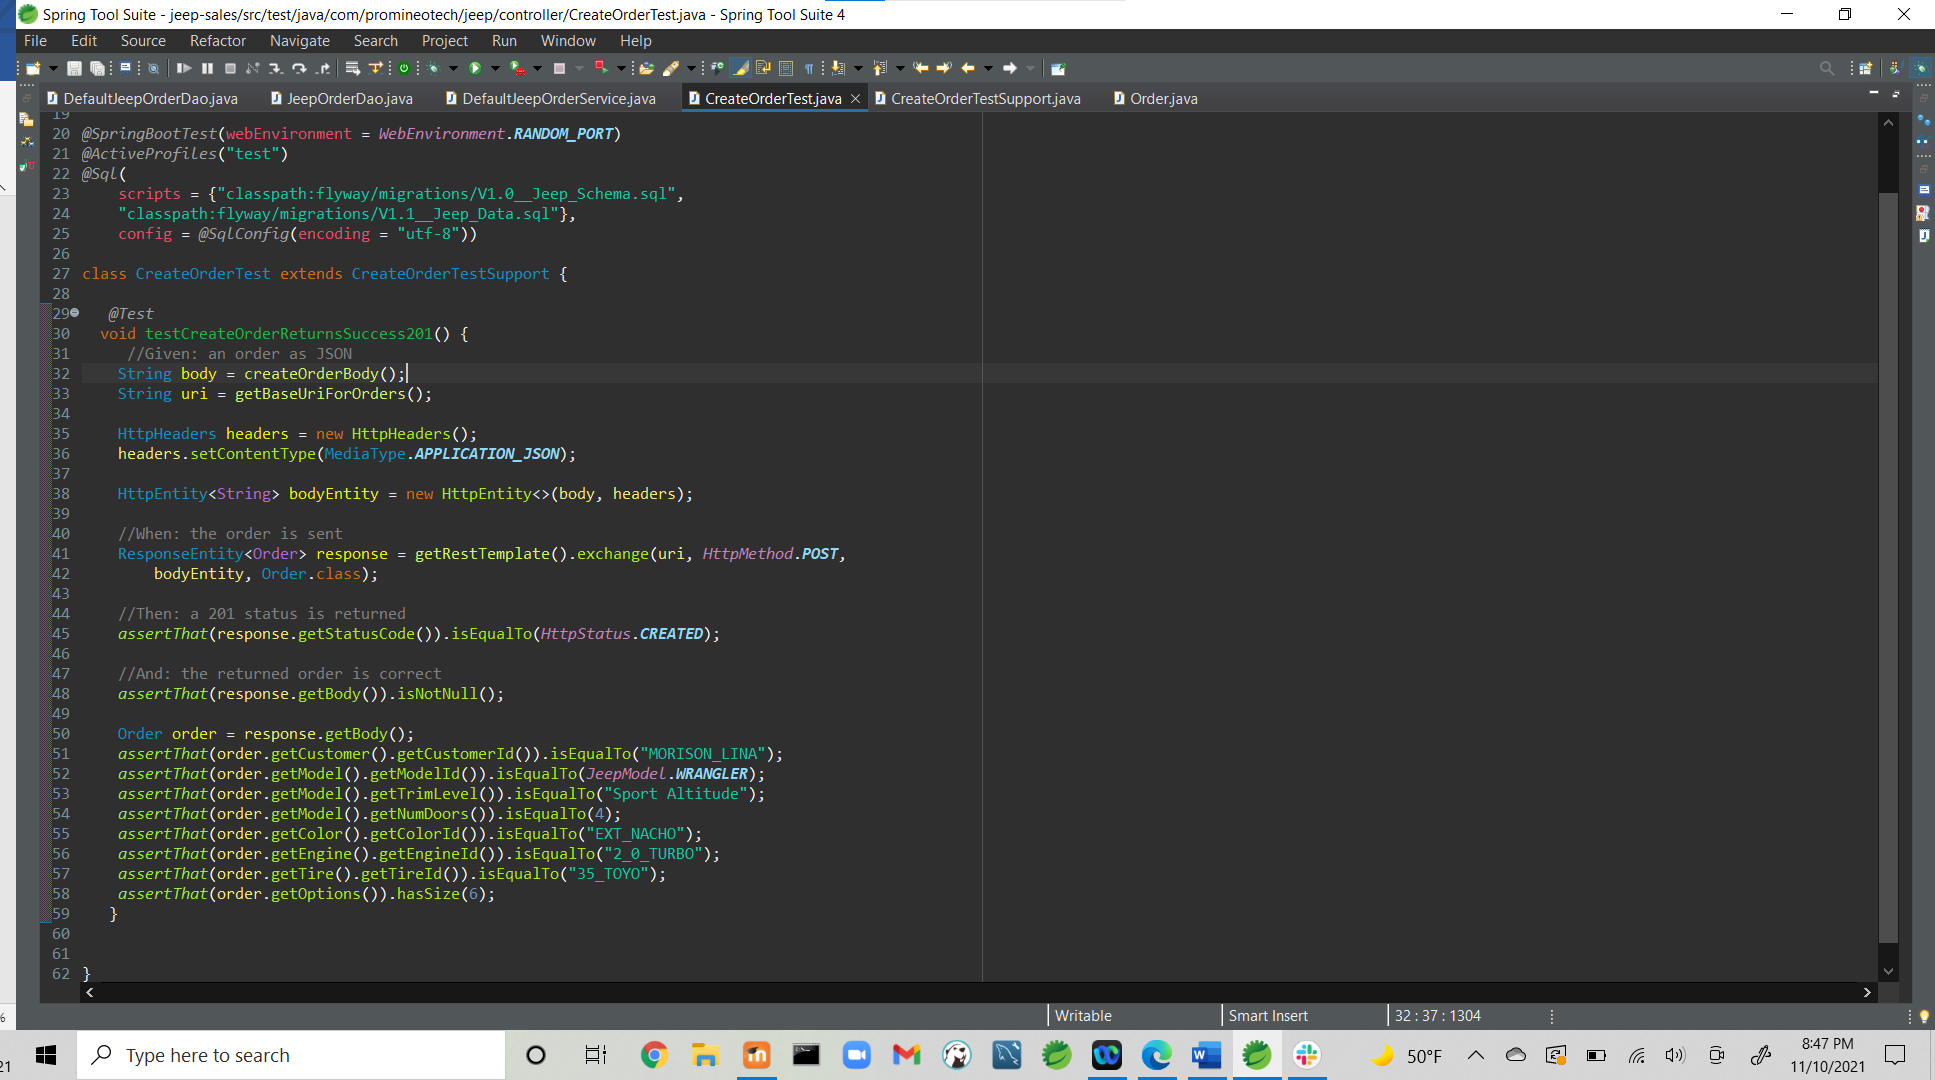 Spring Tool Suite - jeep-sales/src/test/java/com/promineotech/jeep/controller/CreateOrderTest.java - Spring Tool Suite 4
File Edit Source Refactor Navigate Search Project Run Window Help
DefaultJeepOrderDao.java JeepOrderDao.java DefaultJeepOrderService.java CreateOrderTest.java CreateOrderTestSupport.java Order.java
19
20 @SpringBootTest(webEnvironment = WebEnvironment.RANDOM_PORT)
21 @ActiveProfiles("test")
22 @Sql(
23     scripts = {"classpath:flyway/migrations/V1.0__Jeep_Schema.sql",
24     "classpath:flyway/migrations/V1.1__Jeep_Data.sql"},
25     config = @SqlConfig(encoding = "utf-8"))
26
27 class CreateOrderTest extends CreateOrderTestSupport {
28
29    @Test
30   void testCreateOrderReturnsSuccess201() {
31      //Given: an order as JSON
32     String body = createOrderBody();
33     String uri = getBaseUriForOrders();
34
35     HttpHeaders headers = new HttpHeaders();
36     headers.setContentType(MediaType.APPLICATION_JSON);
37
38     HttpEntity<String> bodyEntity = new HttpEntity<>(body, headers);
39
40     //When: the order is sent
41     ResponseEntity<Order> response = getRestTemplate().exchange(uri, HttpMethod.POST,
42         bodyEntity, Order.class);
43
44     //Then: a 201 status is returned
45     assertThat(response.getStatusCode()).isEqualTo(HttpStatus.CREATED);
46
47     //And: the returned order is correct
48     assertThat(response.getBody()).isNotNull();
49
50     Order order = response.getBody();
51     assertThat(order.getCustomer().getCustomerId()).isEqualTo("MORISON_LINA");
52     assertThat(order.getModel().getModelId()).isEqualTo(JeepModel.WRANGLER);
53     assertThat(order.getModel().getTrimLevel()).isEqualTo("Sport Altitude");
54     assertThat(order.getModel().getNumDoors()).isEqualTo(4);
55     assertThat(order.getColor().getColorId()).isEqualTo("EXT_NACHO");
56     assertThat(order.getEngine().getEngineId()).isEqualTo("2_0_TURBO");
57     assertThat(order.getTire().getTireId()).isEqualTo("35_TOYO");
58     assertThat(order.getOptions()).hasSize(6);
59    }
60
61
62 }
% Writable Smart Insert 32 : 37 : 1304
21 Type here to search 50°F 8:47 PM
11/10/2021